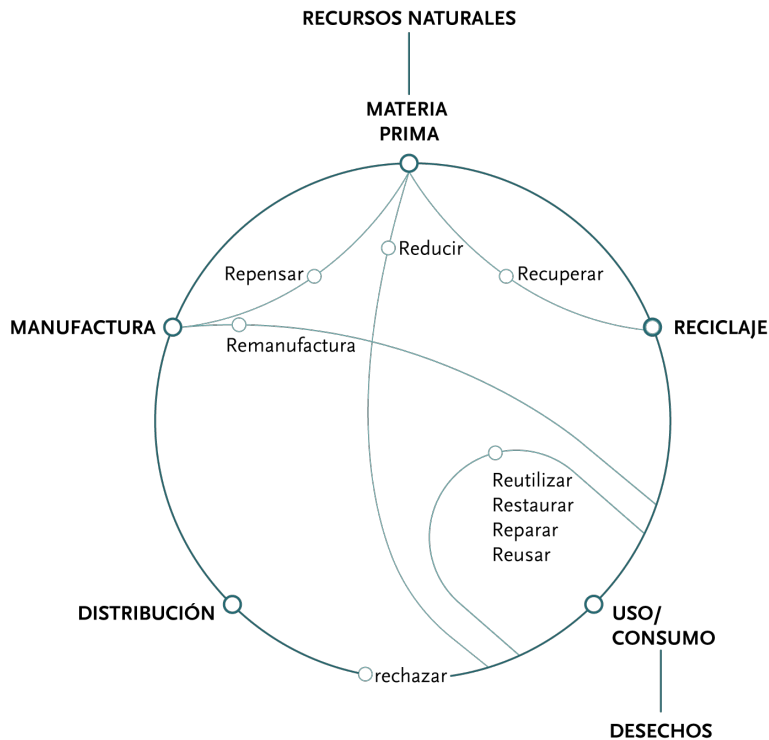 RECURSOS NATURALES
MATERIA
PRIMA
Reducir
Repensar
Recuperar
MANUFACTURA
RECICLAJE
Remanufactura
Reutilizar
Restaurar
Reparar
Reusar
DISTRIBUCIÓN
USO/
CONSUMO
rechazar
DESECHOS